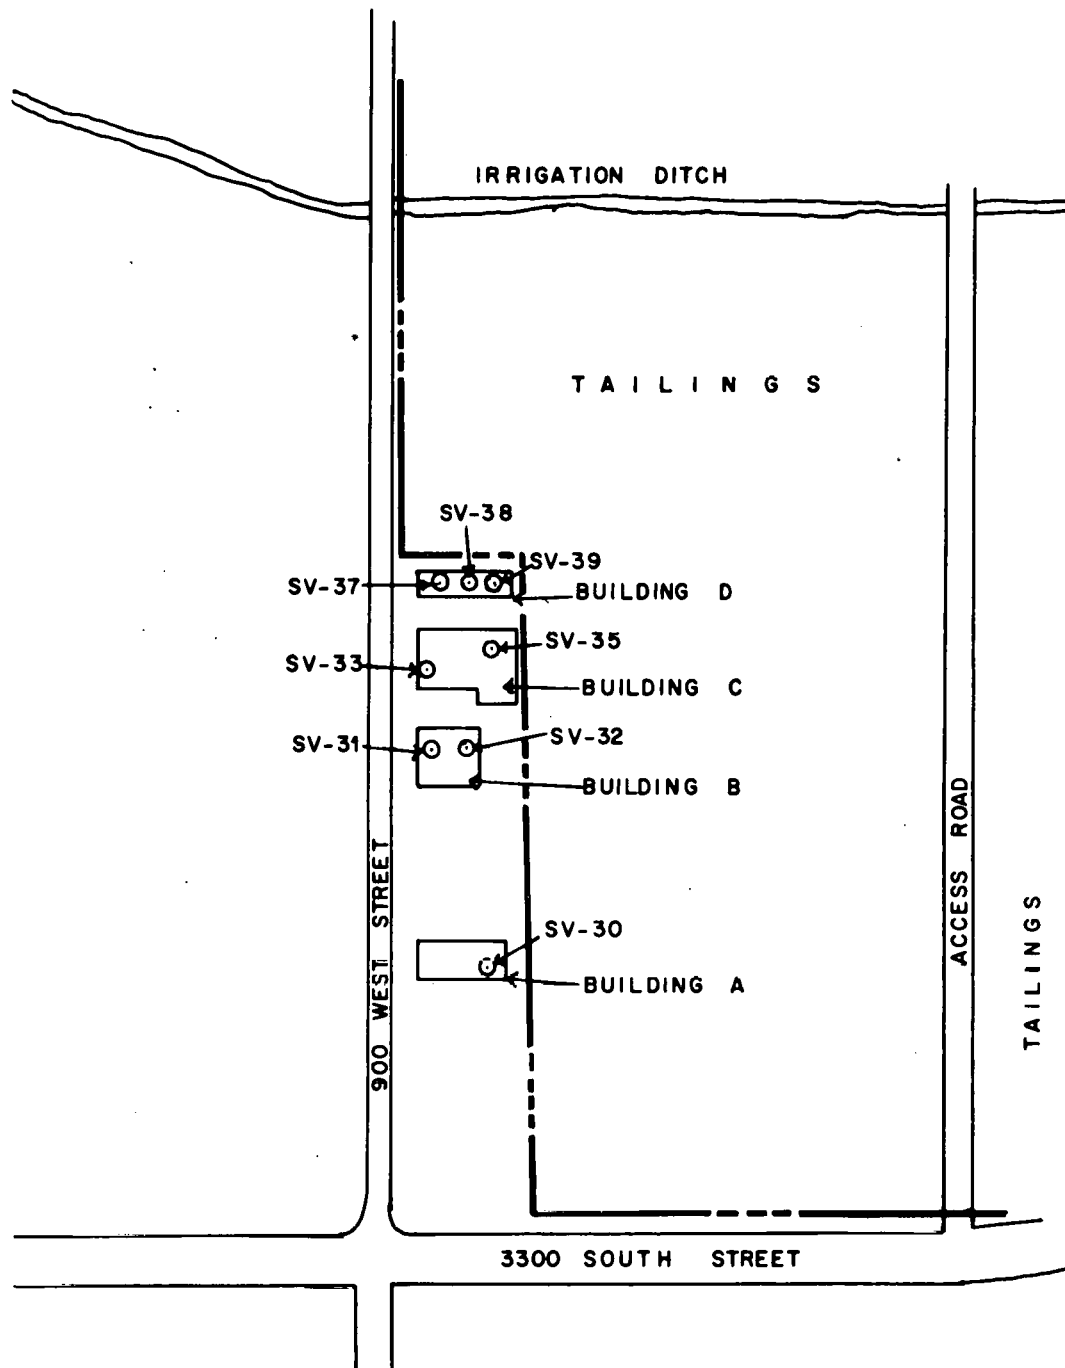 IRRIGATION DITCH
TAILINGS
SV-38
SV-39
SV-37
BUILDING D
SV-35
SV-33
BUILDING C
SV-32
SV-31
BUILDING B
900 WEST STREET
ACCESS ROAD
TAILINGS
SV-30
BUILDING A
3300 SOUTH STREET